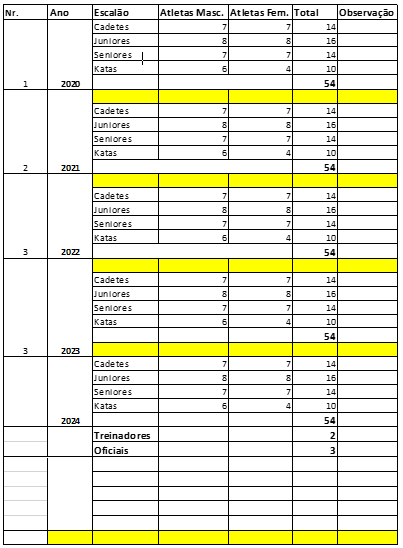 Nr. Ano Escalão Atletas Masc. Atletas Fem. Total Observação
Cadetes 7 7 14
Juniores 8 8 16
Seniores 7 7 14
Katas 6 4 10
1 2020 54
Cadetes 7 7 14
Juniores 8 8 16
Seniores 7 7 14
Katas 6 4 10
2 2021 54
Cadetes 7 7 14
Juniores 8 8 16
Seniores 7 7 14
Katas 6 4 10
3 2022 54
Cadetes 7 7 14
Juniores 8 8 16
Seniores 7 7 14
Katas 6 4 10
54
3 2023
Cadetes 7 7 14
Juniores 8 8 16
Seniores 7 7 14
Katas 6 4 10
2024 54
Treinadores 2
Oficiais 3